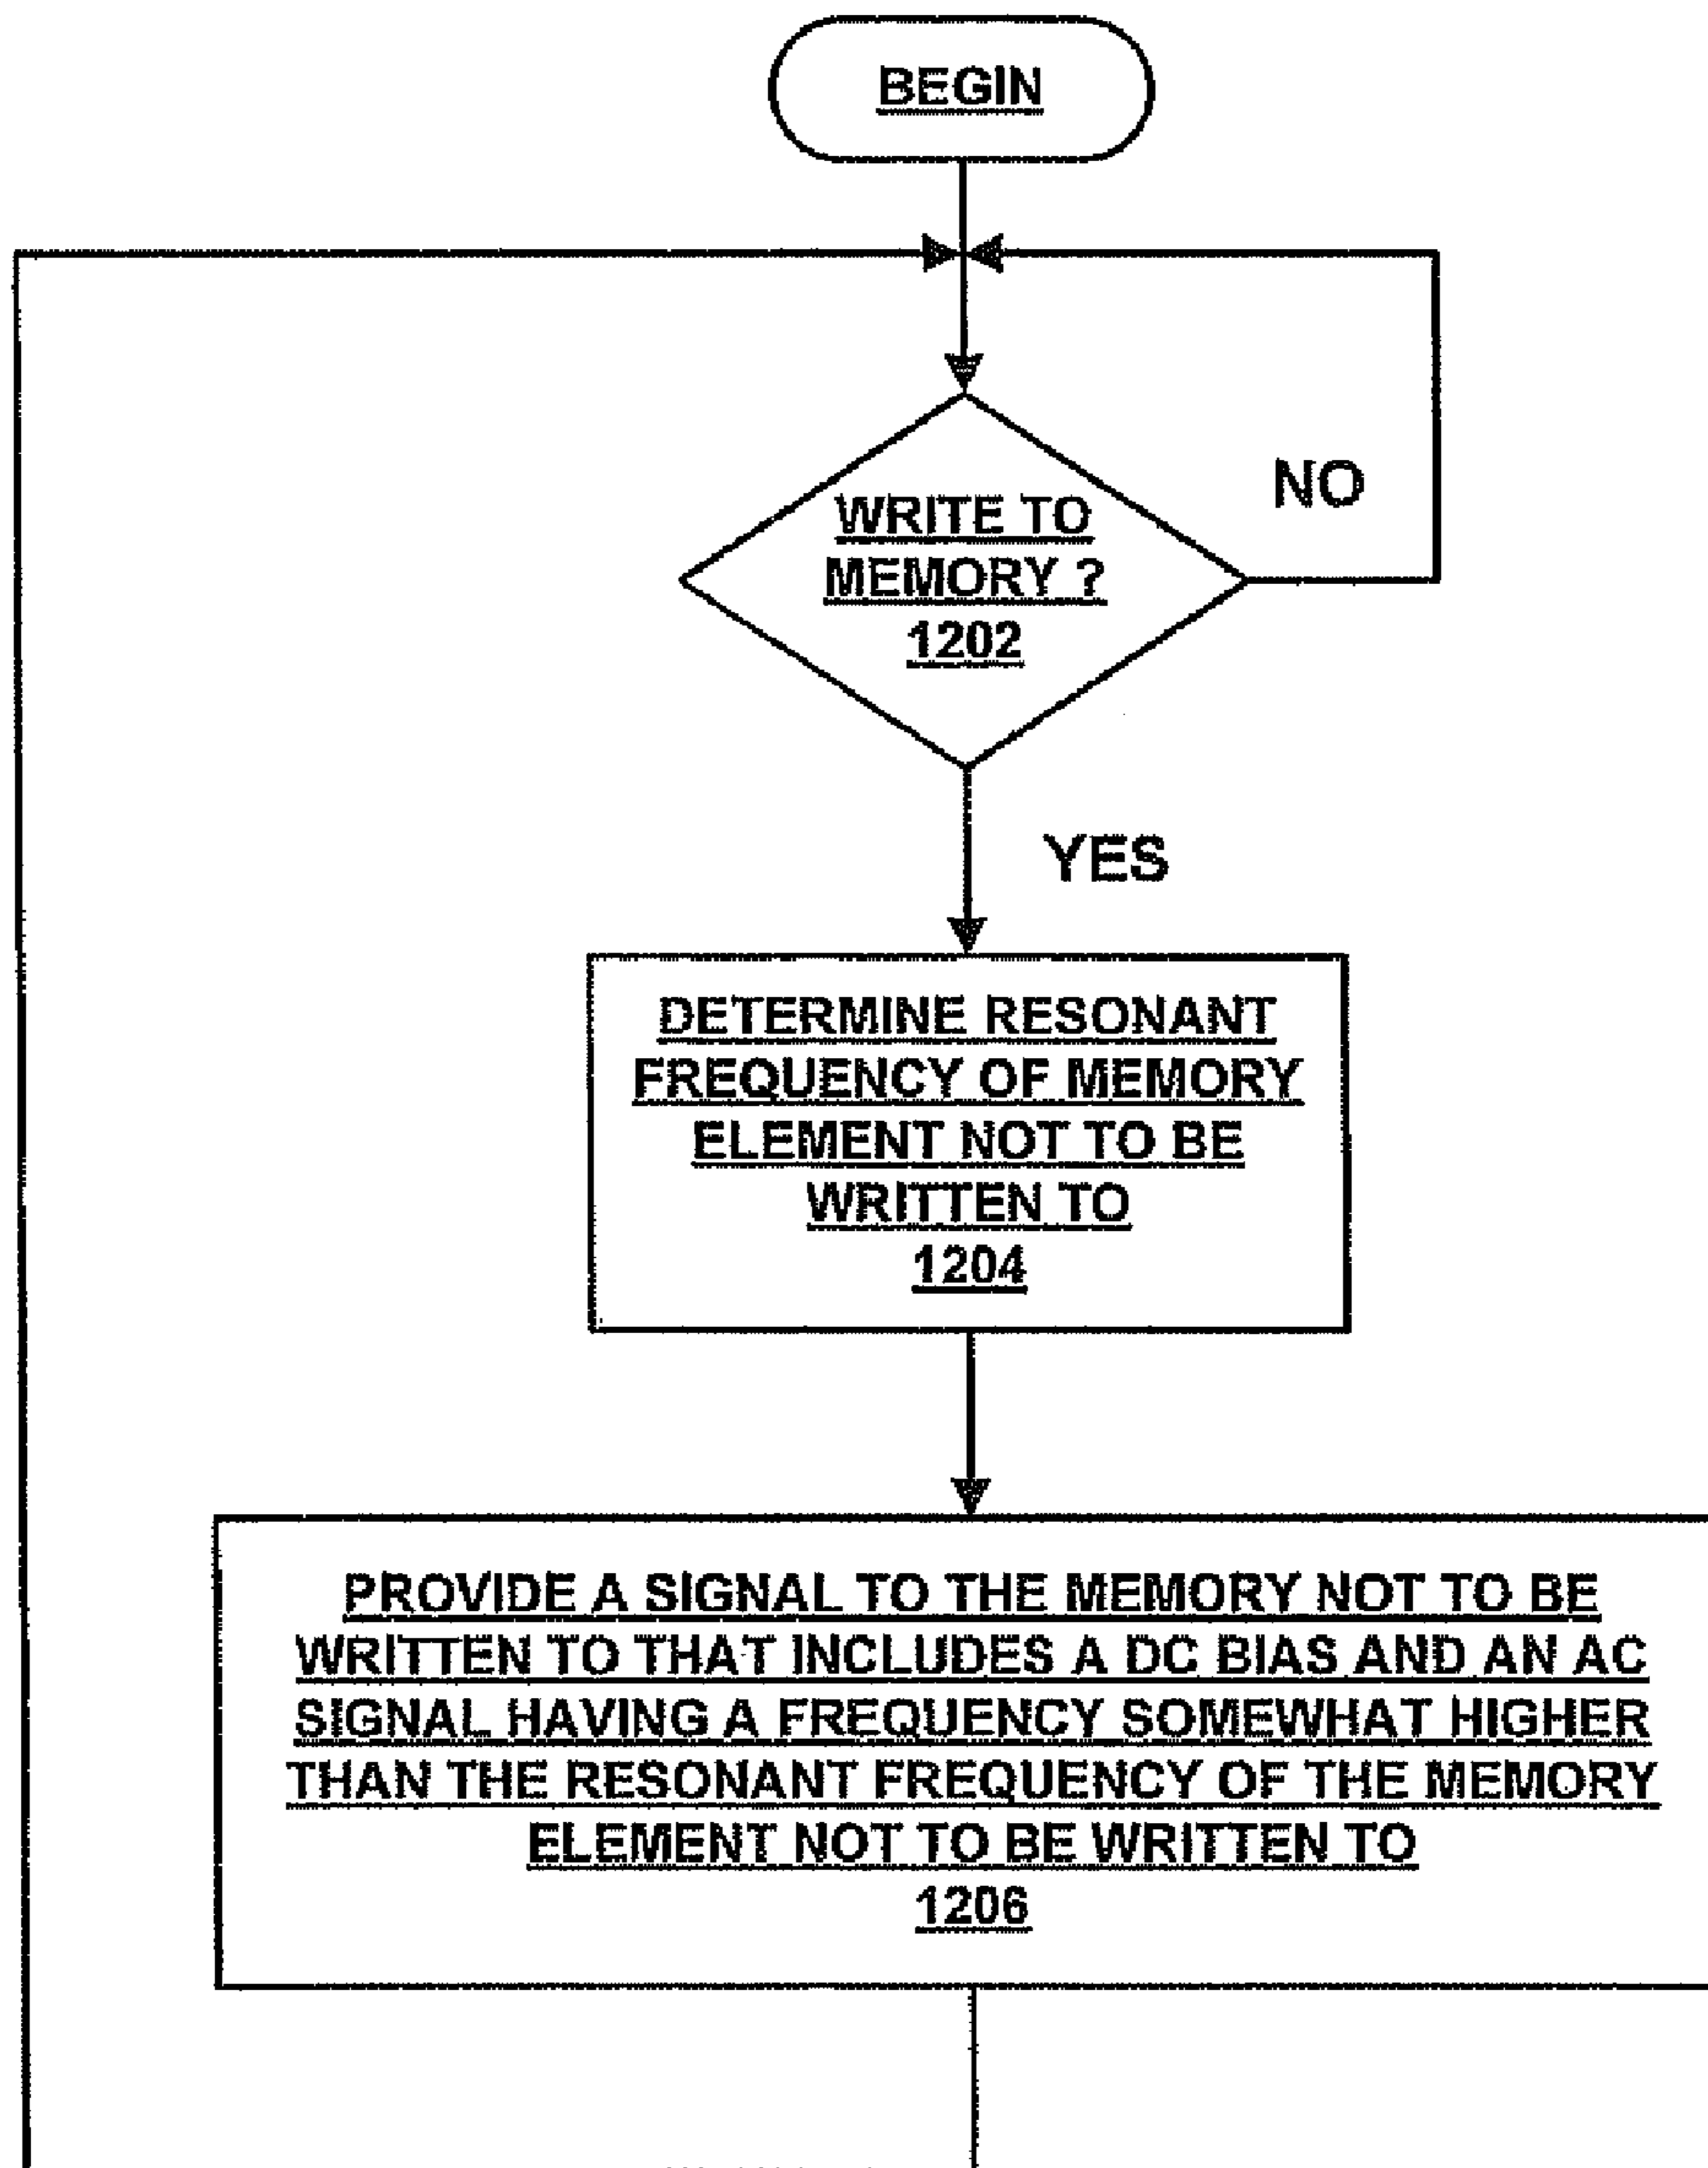 BEGIN
WRITE TO
MEMORY ?
1202
NO
YES
DETERMINE RESONANT
FREQUENCY OF MEMORY
ELEMENT NOT TO BE
WRITTEN TO
1204
PROVIDE A SIGNAL TO THE MEMORY NOT TO BE
WRITTEN TO THAT INCLUDES A DC BIAS AND AN AC
SIGNAL HAVING A FREQUENCY SOMEWHAT HIGHER
THAN THE RESONANT FREQUENCY OF THE MEMORY
ELEMENT NOT TO BE WRITTEN TO
1206